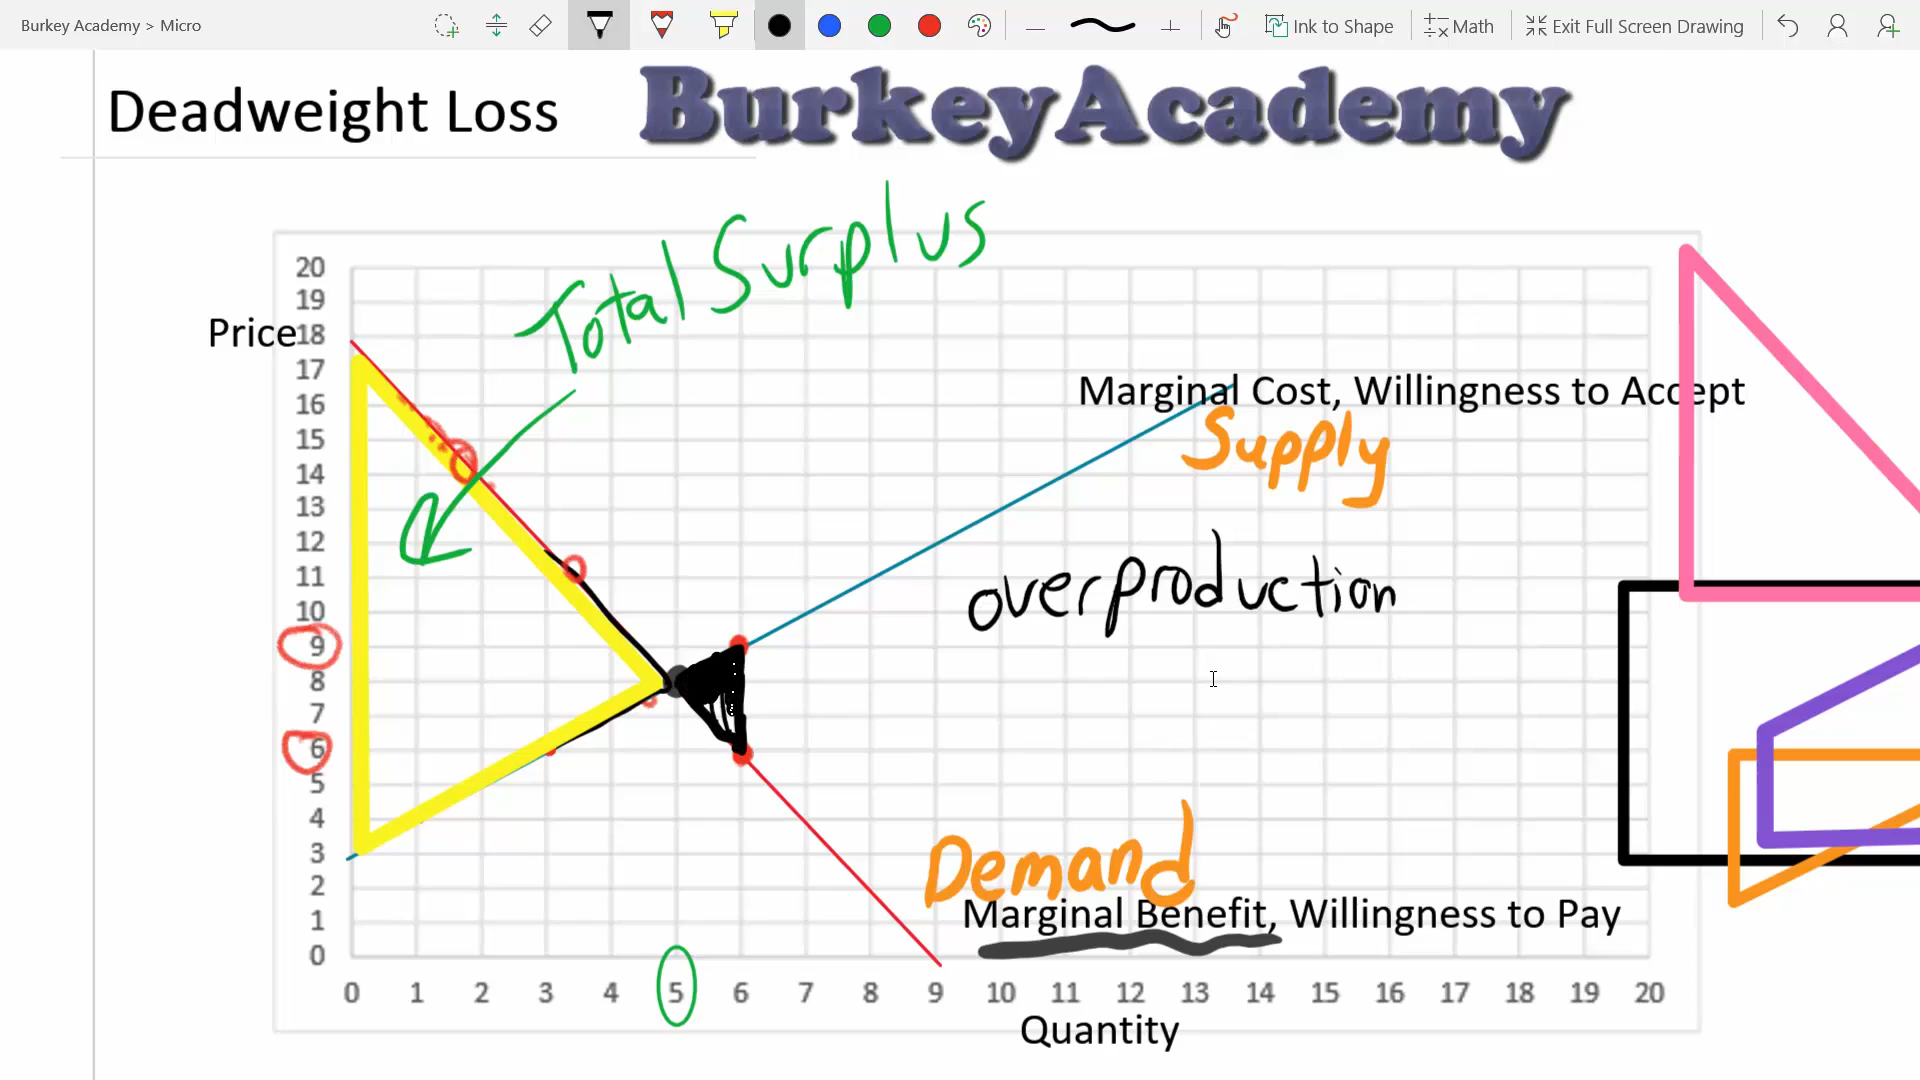 Burkey Academy > Micro
Ink to Shape
Math
Exit Full Screen Drawing
Deadweight Loss
BurkeyAcademy
Total Surplus
Price
20
19
18
17
16
15
14
13
12
11
10
9
8
7
6
5
4
3
2
1
0
Marginal Cost, Willingness to Accept
Supply
overproduction
Demand
Marginal Benefit, Willingness to Pay
0 1 2 3 4 5 6 7 8 9 10 11 12 13 14 15 16 17 18 19 20
Quantity